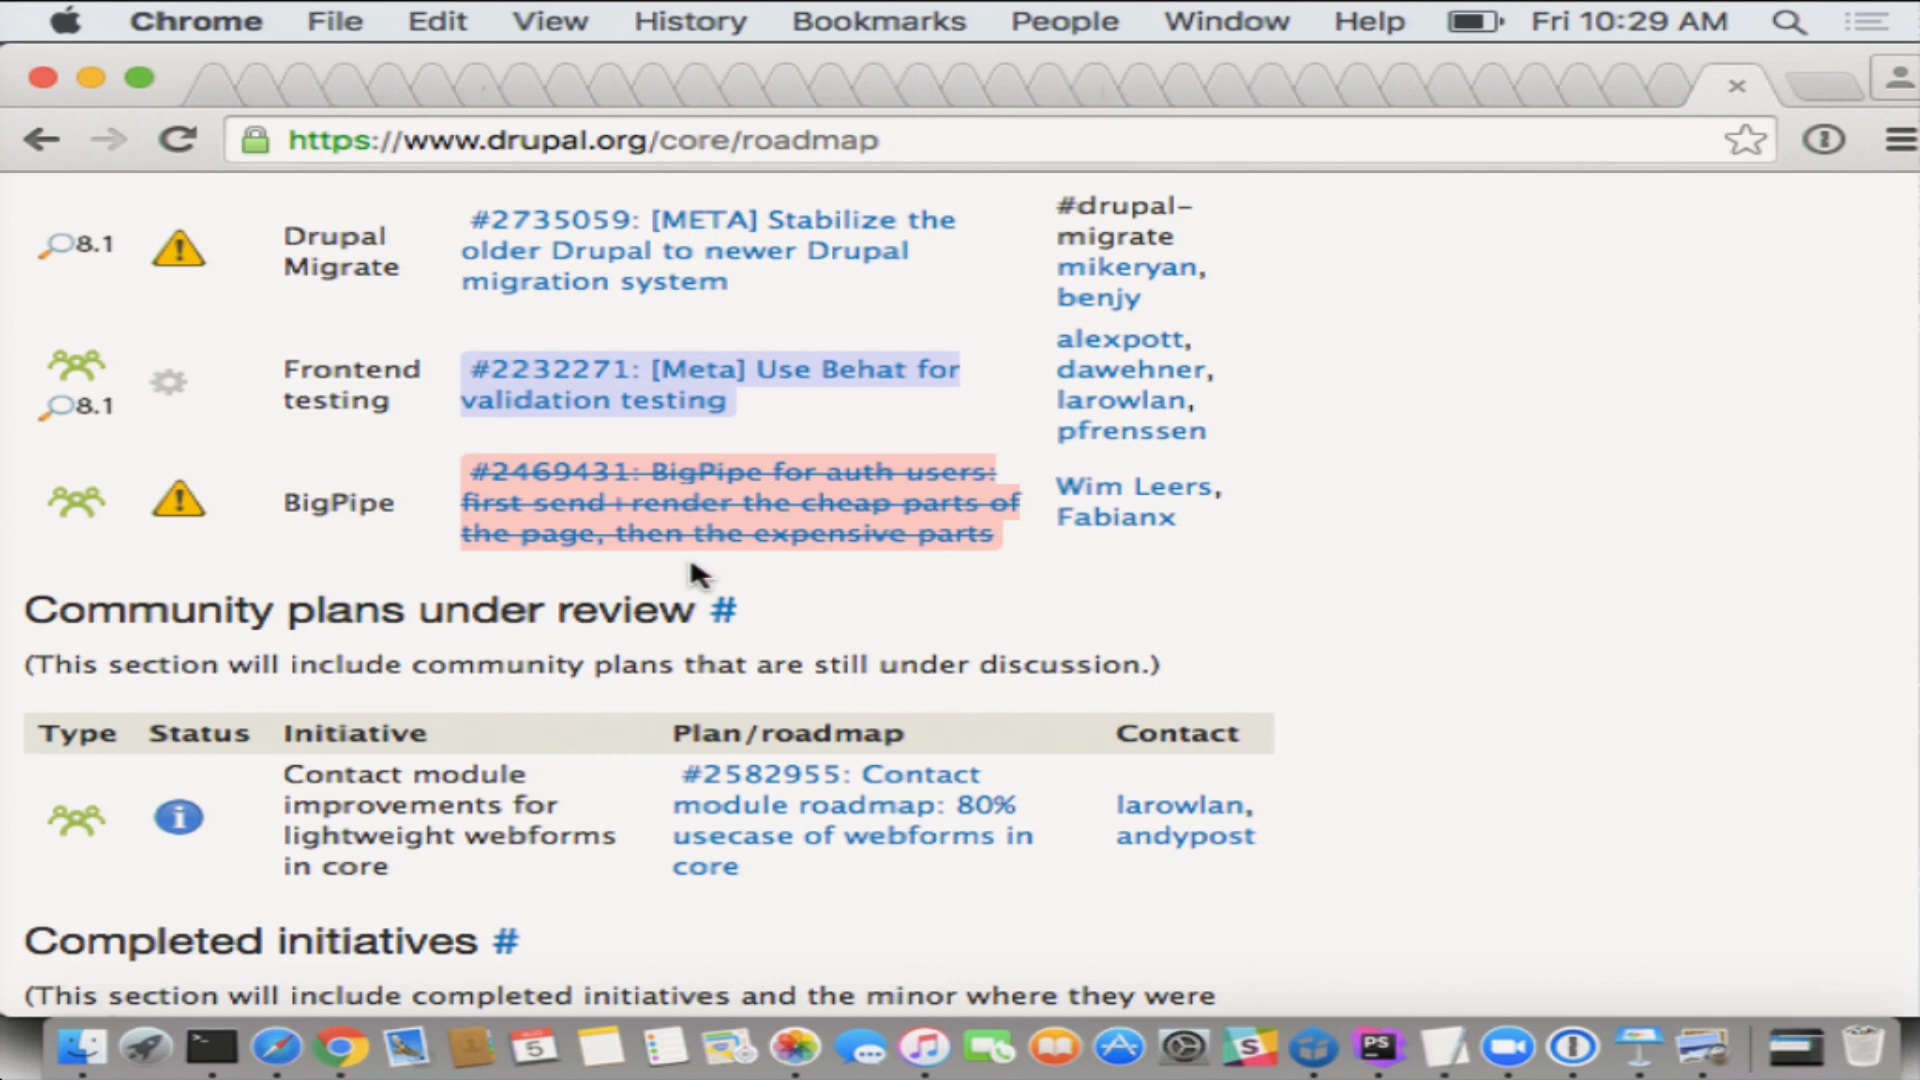 Chrome File Edit View History Bookmarks People Window Help Fri 10:29 AM
https://www.drupal.org/core/roadmap
8.1
Drupal
Migrate
#2735059: [META] Stabilize the
older Drupal to newer Drupal
migration system
#drupal-
migrate
mikeryan,
benjy
8.1
Frontend
testing
#2232271: [Meta] Use Behat for
validation testing
alexpott,
dawehner,
larowlan,
pfrenssen
BigPipe
#2469431: BigPipe for auth users:
first send+render the cheap parts of
the page, then the expensive parts
Wim Leers,
Fabianx
Community plans under review #
(This section will include community plans that are still under discussion.)
Type Status Initiative Plan/roadmap Contact
Contact module
improvements for
lightweight webforms
in core
#2582955: Contact
module roadmap: 80%
usecase of webforms in
core
larowlan,
andypost
Completed initiatives #
(This section will include completed initiatives and the minor where they were
5
S
PS